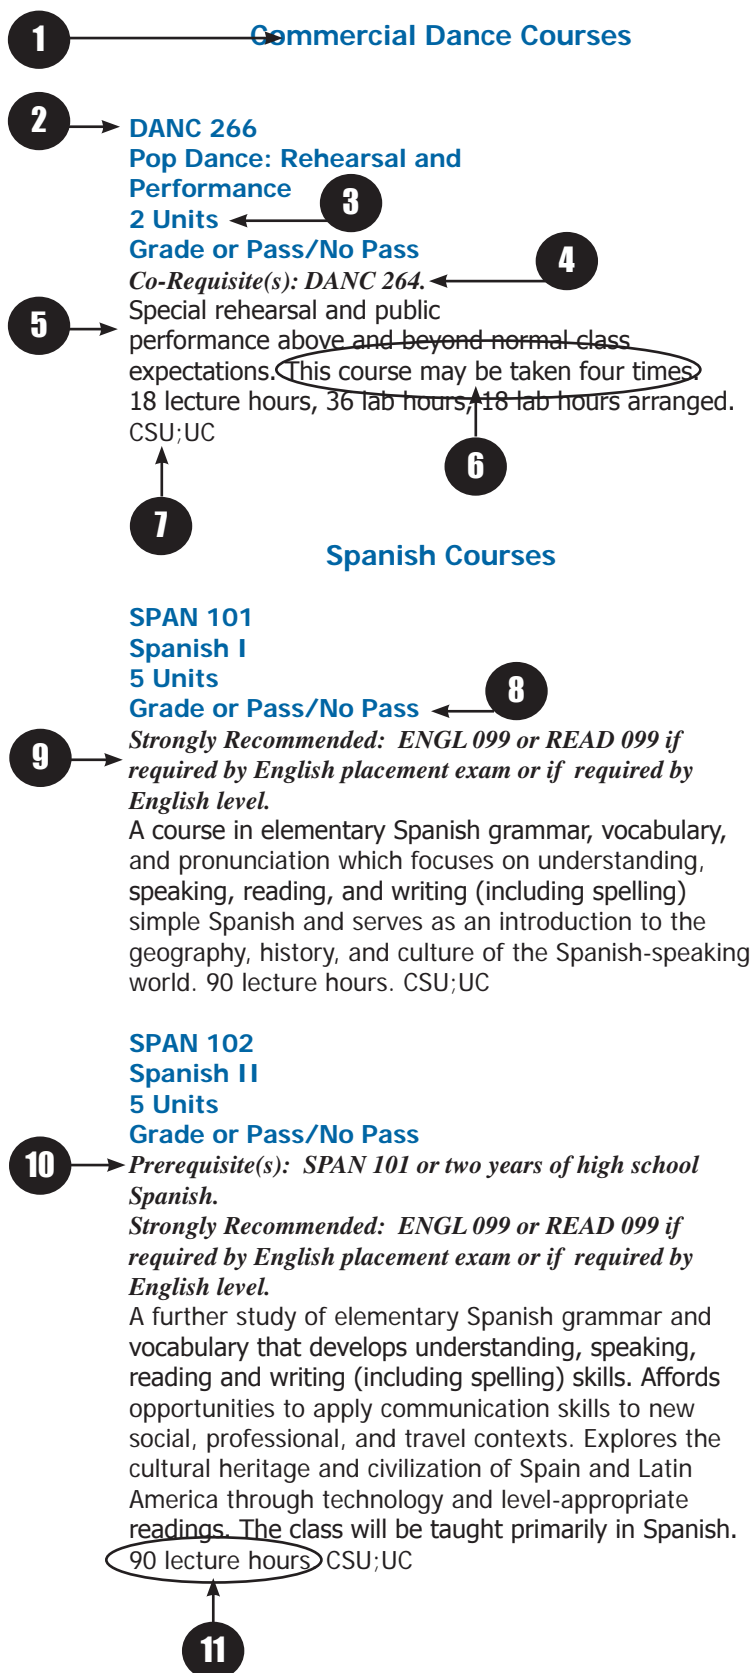 1
Commercial Dance Courses
2
DANC 266
Pop Dance: Rehearsal and
Performance
3
2 Units
Grade or Pass/No Pass
4
Co-Requisite(s): DANC 264.
5
Special rehearsal and public
performance above and beyond normal class
expectations. This course may be taken four times.
18 lecture hours, 36 lab hours, 18 lab hours arranged.
CSU;UC
6
7
Spanish Courses
SPAN 101
Spanish I
5 Units
8
Grade or Pass/No Pass
9
Strongly Recommended: ENGL 099 or READ 099 if
required by English placement exam or if required by
English level.
A course in elementary Spanish grammar, vocabulary,
and pronunciation which focuses on understanding,
speaking, reading, and writing (including spelling)
simple Spanish and serves as an introduction to the
geography, history, and culture of the Spanish-speaking
world. 90 lecture hours. CSU;UC
SPAN 102
Spanish II
5 Units
Grade or Pass/No Pass
10
Prerequisite(s): SPAN 101 or two years of high school
Spanish.
Strongly Recommended: ENGL 099 or READ 099 if
required by English placement exam or if required by
English level.
A further study of elementary Spanish grammar and
vocabulary that develops understanding, speaking,
reading and writing (including spelling) skills. Affords
opportunities to apply communication skills to new
social, professional, and travel contexts. Explores the
cultural heritage and civilization of Spain and Latin
America through technology and level-appropriate
readings. The class will be taught primarily in Spanish.
90 lecture hours. CSU;UC
11